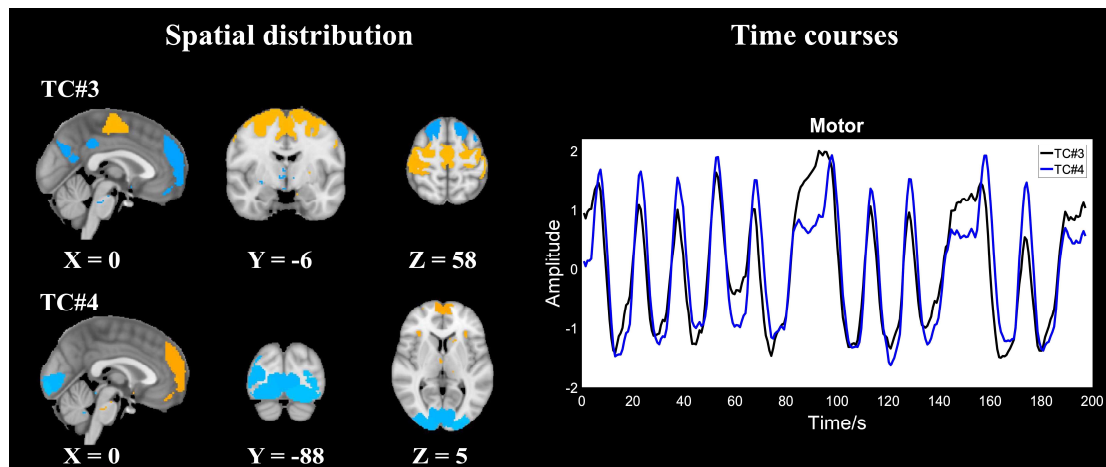 Spatial distribution
Time courses
TC#3
X = 0
Y = -6
Z = 58
TC#4
X = 0
Y = -88
Z = 5
Motor
TC#3
TC#4
Amplitude
2
1
0
-1
-2
0 20 40 60 80 100 120 140 160 180 200
Time/s